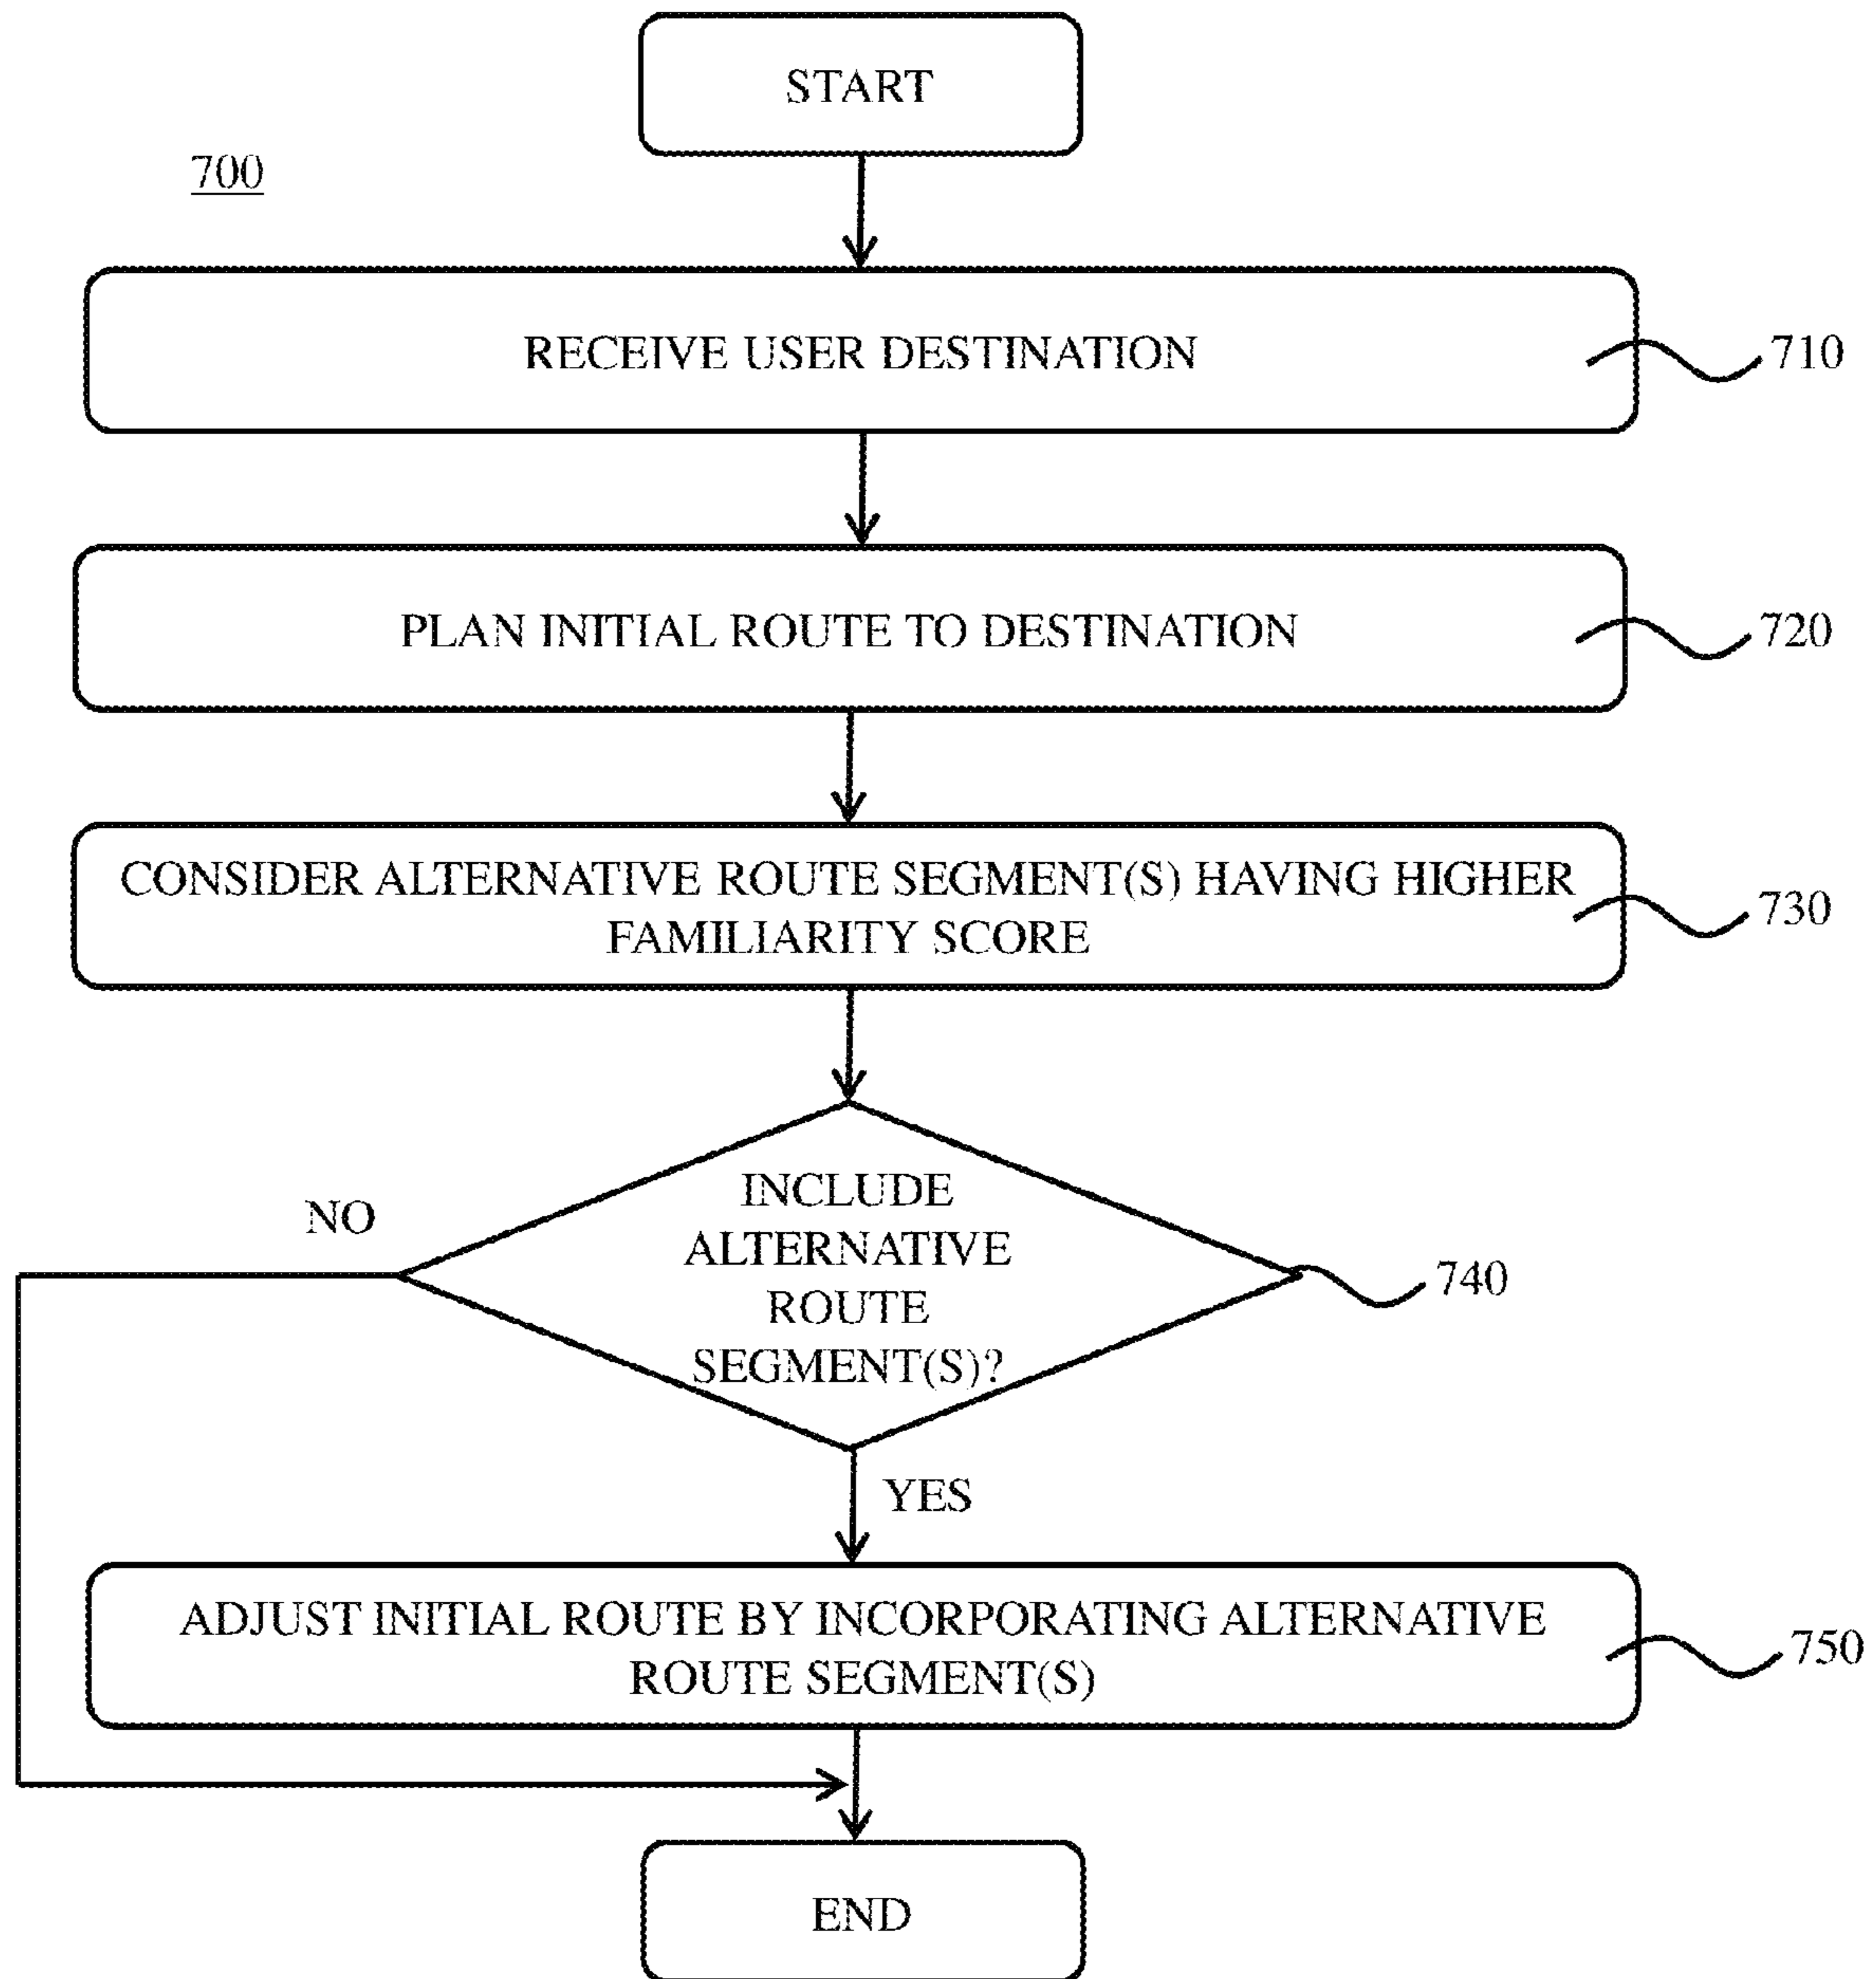 START
700
RECEIVE USER DESTINATION
710
PLAN INITIAL ROUTE TO DESTINATION
720
CONSIDER ALTERNATIVE ROUTE SEGMENT(S) HAVING HIGHER
FAMILIARITY SCORE
730
INCLUDE
ALTERNATIVE
ROUTE
SEGMENT(S)?
NO
740
YES
ADJUST INITIAL ROUTE BY INCORPORATING ALTERNATIVE
ROUTE SEGMENT(S)
750
END